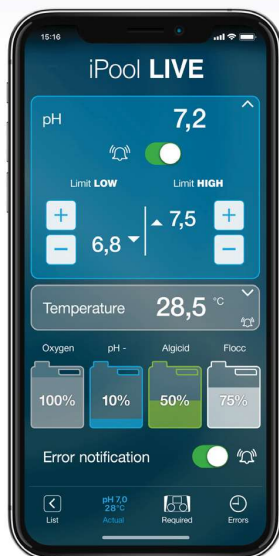 15:16
iPool LIVE
pH 7,2
Limit LOW Limit HIGH
+ 7,5 +
− 6,8 −
Temperature 28,5 °C
Oxygen pH - Algicid Flocc
100% 10% 50% 75%
Error notification
pH 7,0
28°C
List Actual Required Errors